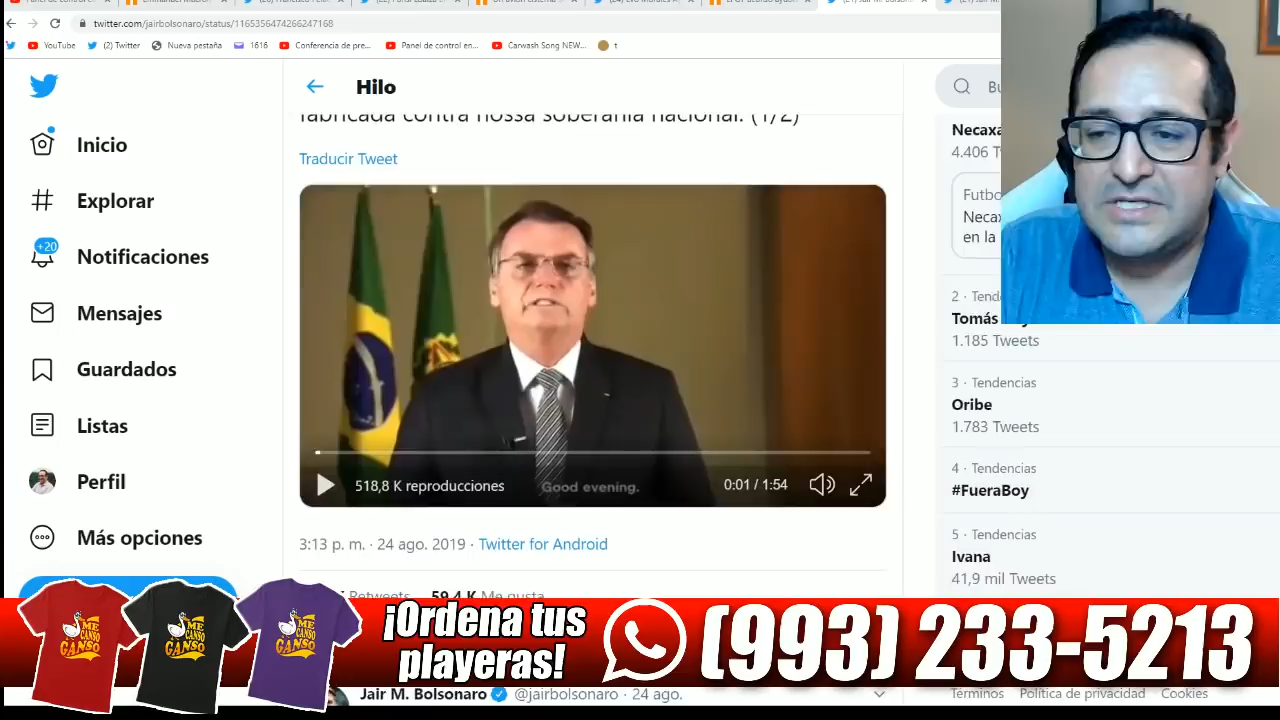 twitter.com/jairbolsonaro/status/1165356474266247168
YouTube
(2) Twitter
Nueva pestaña
1616
Conferencia de pre...
Panel de control en...
Carwash Song NEW...
t
Hilo
fabricada contra nossa soberania nacional. (1/2)
Traducir Tweet
Inicio
Explorar
+20
Notificaciones
Mensajes
Guardados
Listas
Perfil
Más opciones
518,8 K reproducciones
Good evening.
0:01 / 1:54
3:13 p. m. · 24 ago. 2019 · Twitter for Android
Retweets
59,4 K Me gusta
Jair M. Bolsonaro
@jairbolsonaro · 24 ago.
Necaxa
4.406
Necax
en la
Tomás
1.185 Tweets
3 · Tendencias
Oribe
1.783 Tweets
4 · Tendencias
#FueraBoy
5 · Tendencias
Ivana
41,9 mil Tweets
Términos
Política de privacidad
Cookies
ME
CANSO
GANSO
ME
CANSO
GANSO
ME
CANSO
GANSO
¡Ordena tus
playeras!
(993) 233-5213